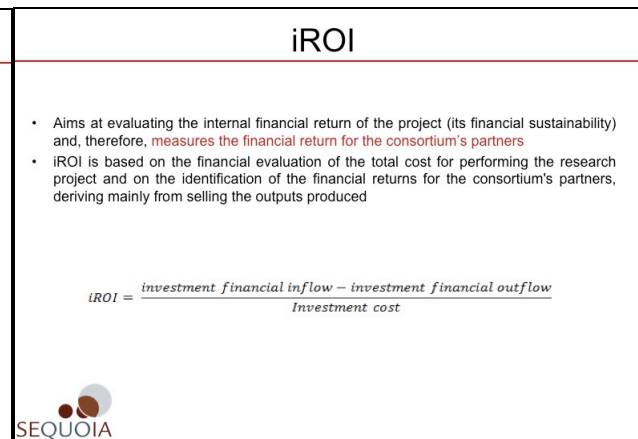 iROI
• Aims at evaluating the internal financial return of the project (its financial sustainability)
and, therefore, measures the financial return for the consortium's partners
• iROI is based on the financial evaluation of the total cost for performing the research
project and on the identification of the financial returns for the consortium's partners,
deriving mainly from selling the outputs produced
iROI = investment financial inflow – investment financial outflow
Investment cost
SEQUOIA